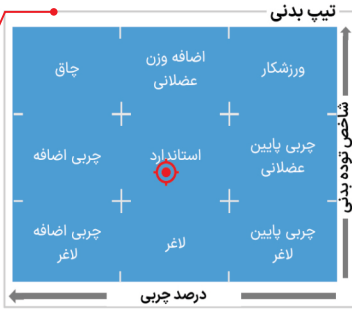 تیپ بدنی
ورزشکار
اضافه وزن
عضلانی
چاق
چربی پایین
عضلانی
استاندارد
چربی اضافه
چربی پایین
لاغر
لاغر
چربی اضافه
لاغر
شاخص توده بدنی
درصد چربی